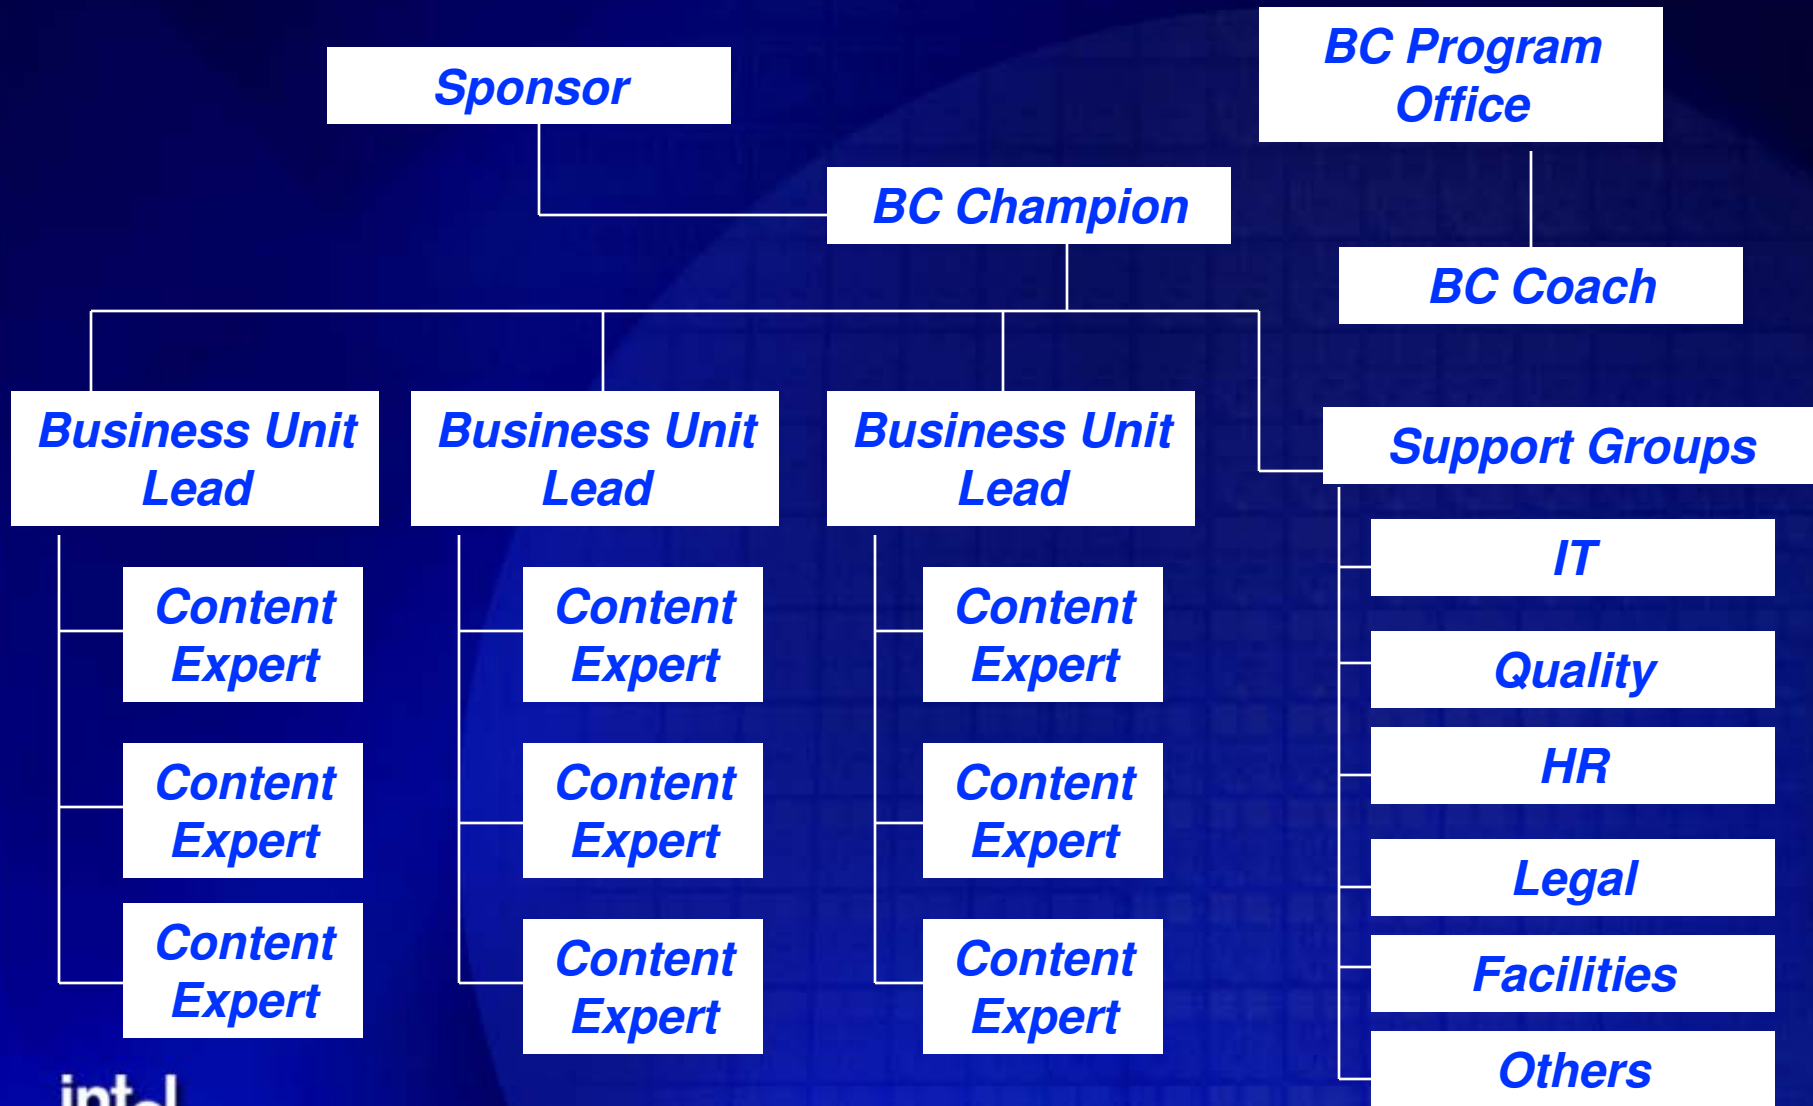 Sponsor
BC Program
Office
BC Champion
BC Coach
Business Unit
Lead
Business Unit
Lead
Business Unit
Lead
Support Groups
Content
Expert
Content
Expert
Content
Expert
Content
Expert
Content
Expert
Content
Expert
Content
Expert
Content
Expert
Content
Expert
IT
Quality
HR
Legal
Facilities
Others
intel